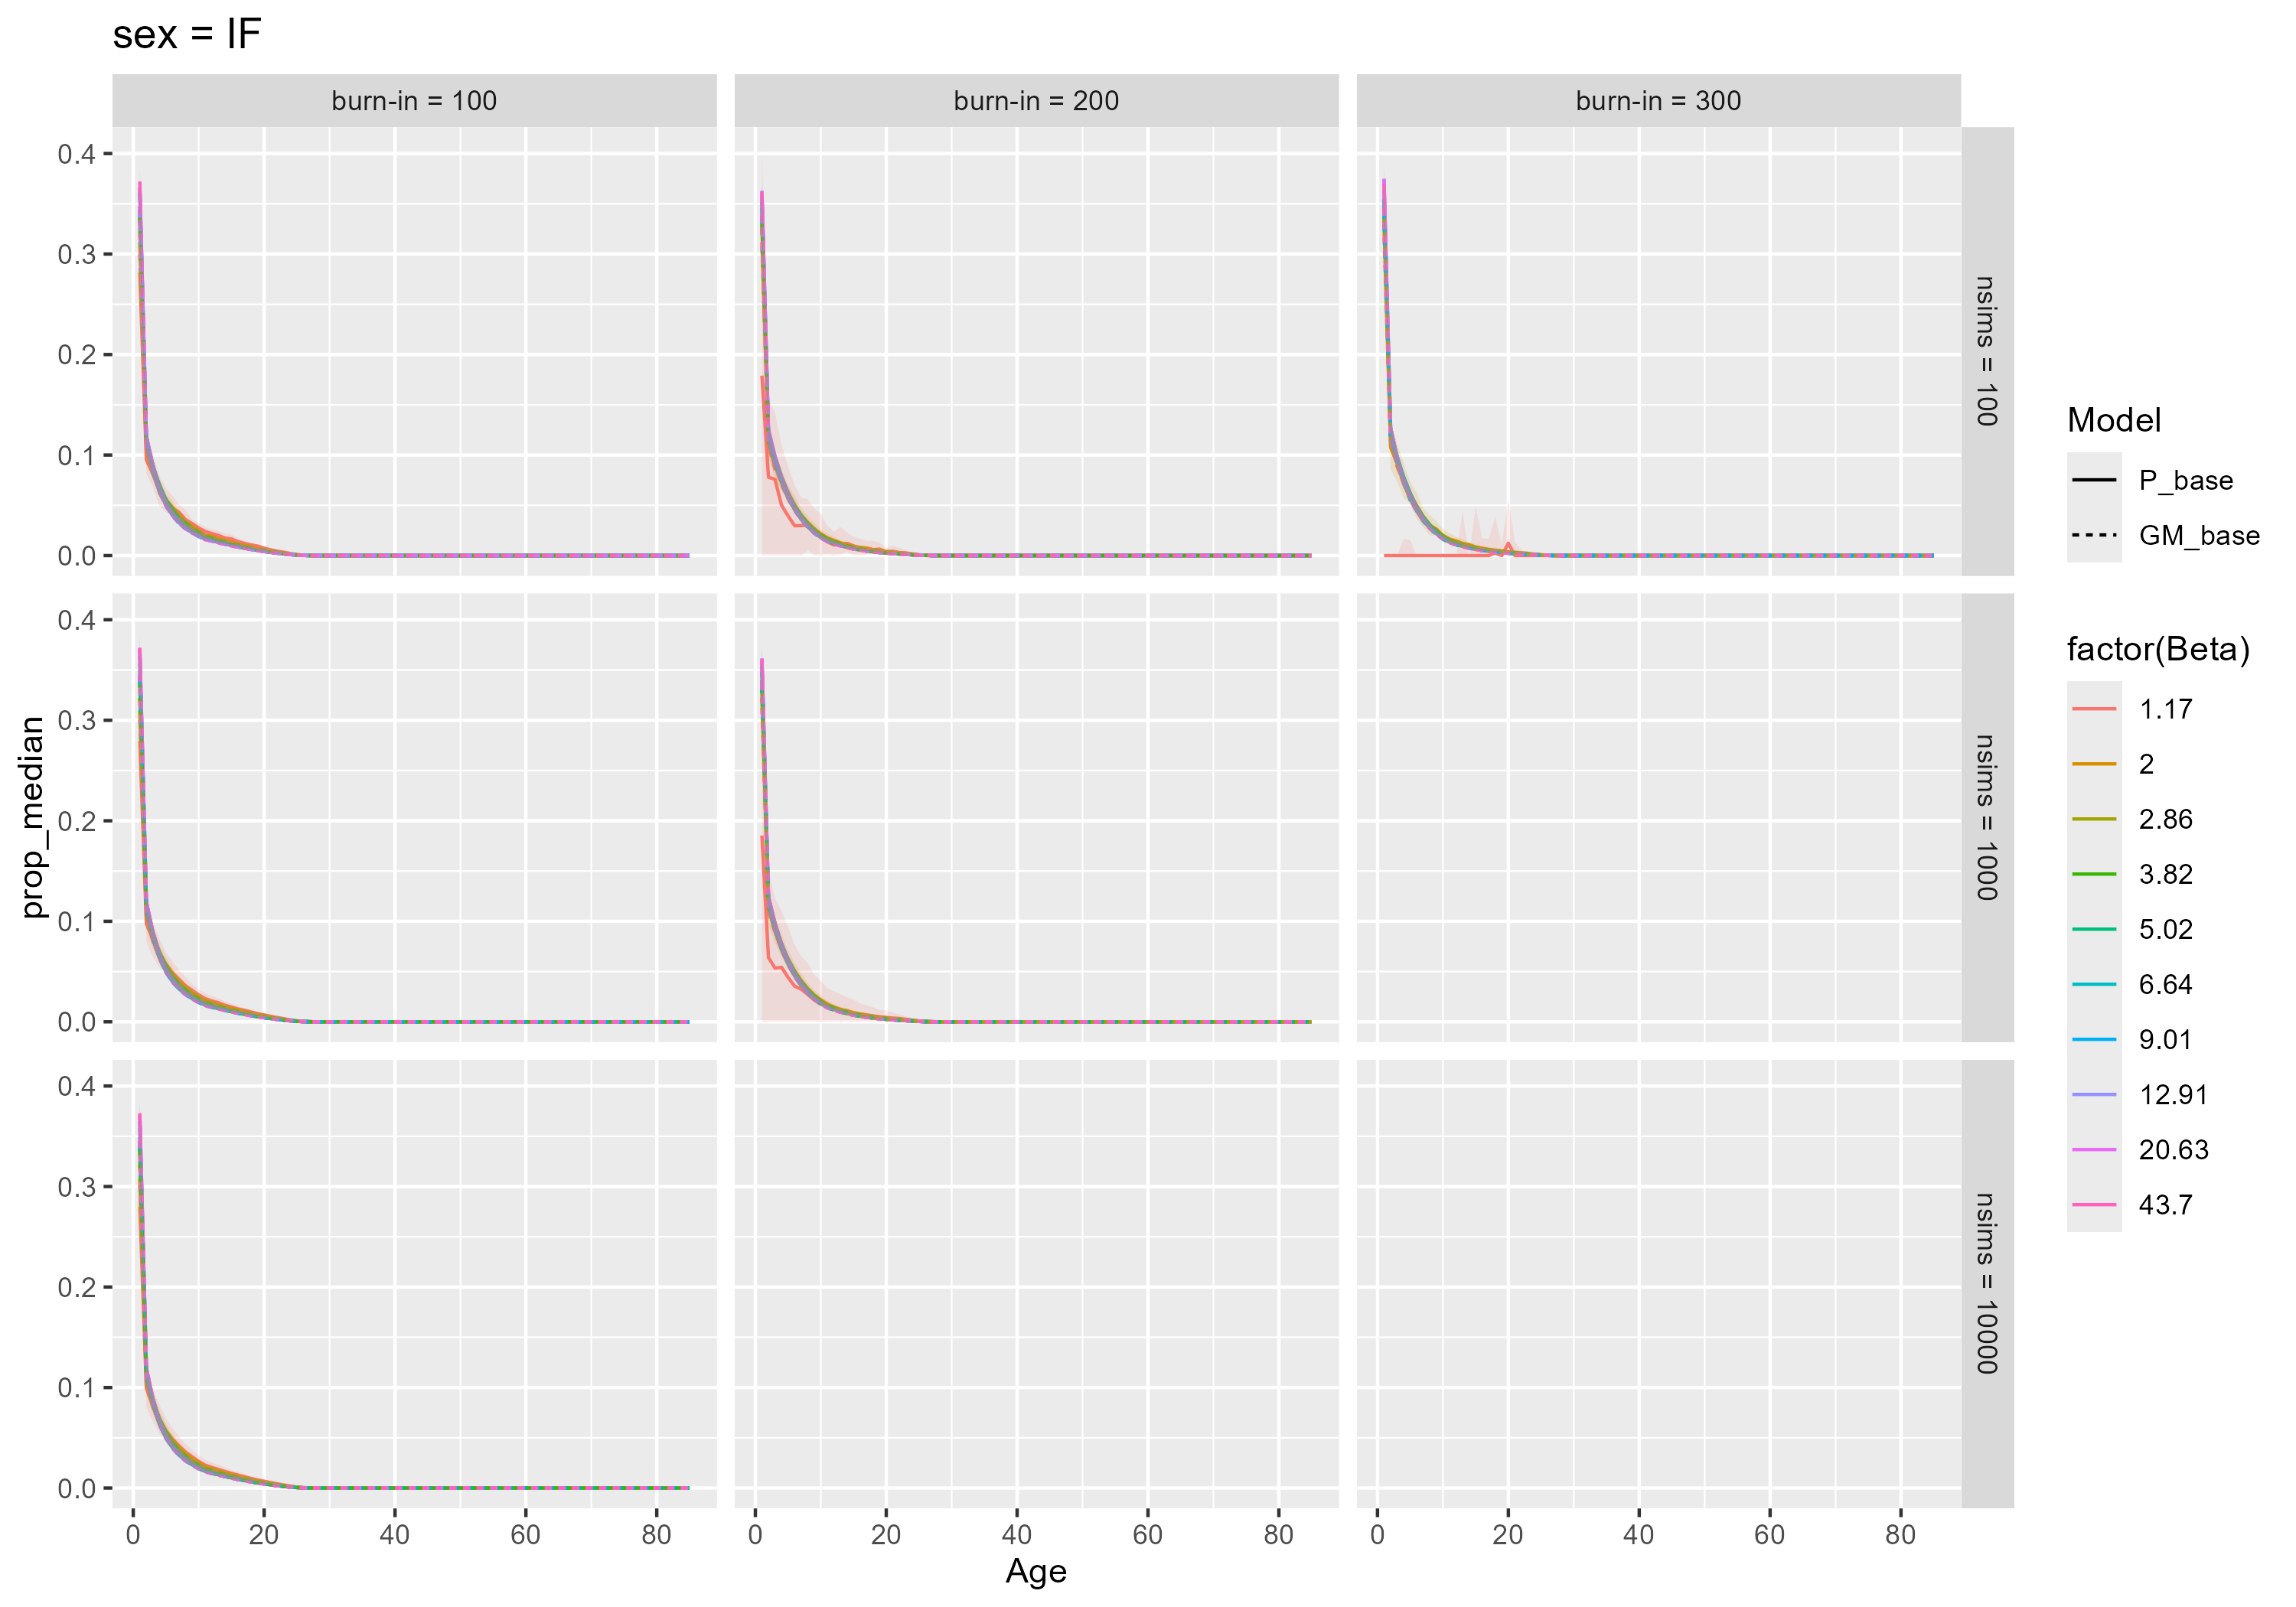 sex = IF
burn-in = 100
burn-in = 200
burn-in = 300
0.4
0.3
0.2
0.1
0.0
nsims = 100
0.4
0.3
0.2
0.1
0.0
nsims = 1000
0.4
0.3
0.2
0.1
0.0
nsims = 10000
prop_median
0 20 40 60 80
0 20 40 60 80
0 20 40 60 80
Age
Model
P_base
GM_base
factor(Beta)
1.17
2
2.86
3.82
5.02
6.64
9.01
12.91
20.63
43.7